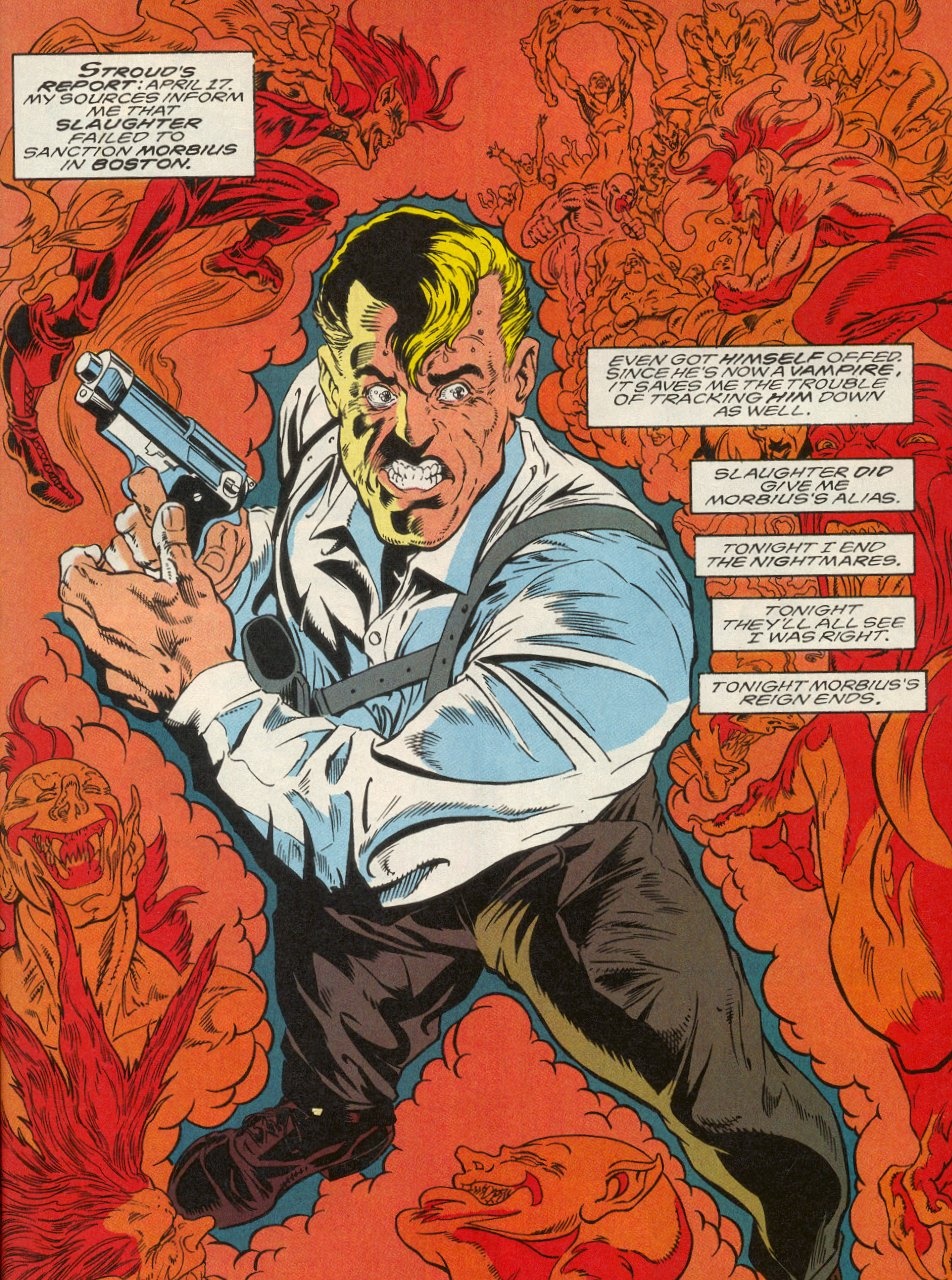 STROUD'S
REPORT: APRIL 17.
MY SOURCES INFORM
ME THAT
SLAUGHTER
FAILED TO
SANCTION MORBIUS
IN BOSTON.
EVEN GOT HIMSELF OFFED.
SINCE HE'S NOW A VAMPIRE,
IT SAVES ME THE TROUBLE
OF TRACKING HIM DOWN
AS WELL.
SLAUGHTER DID
GIVE ME
MORBIUS'S ALIAS.
TONIGHT I END
THE NIGHTMARES.
TONIGHT
THEY'LL ALL SEE
I WAS RIGHT.
TONIGHT MORBIUS'S
REIGN ENDS.